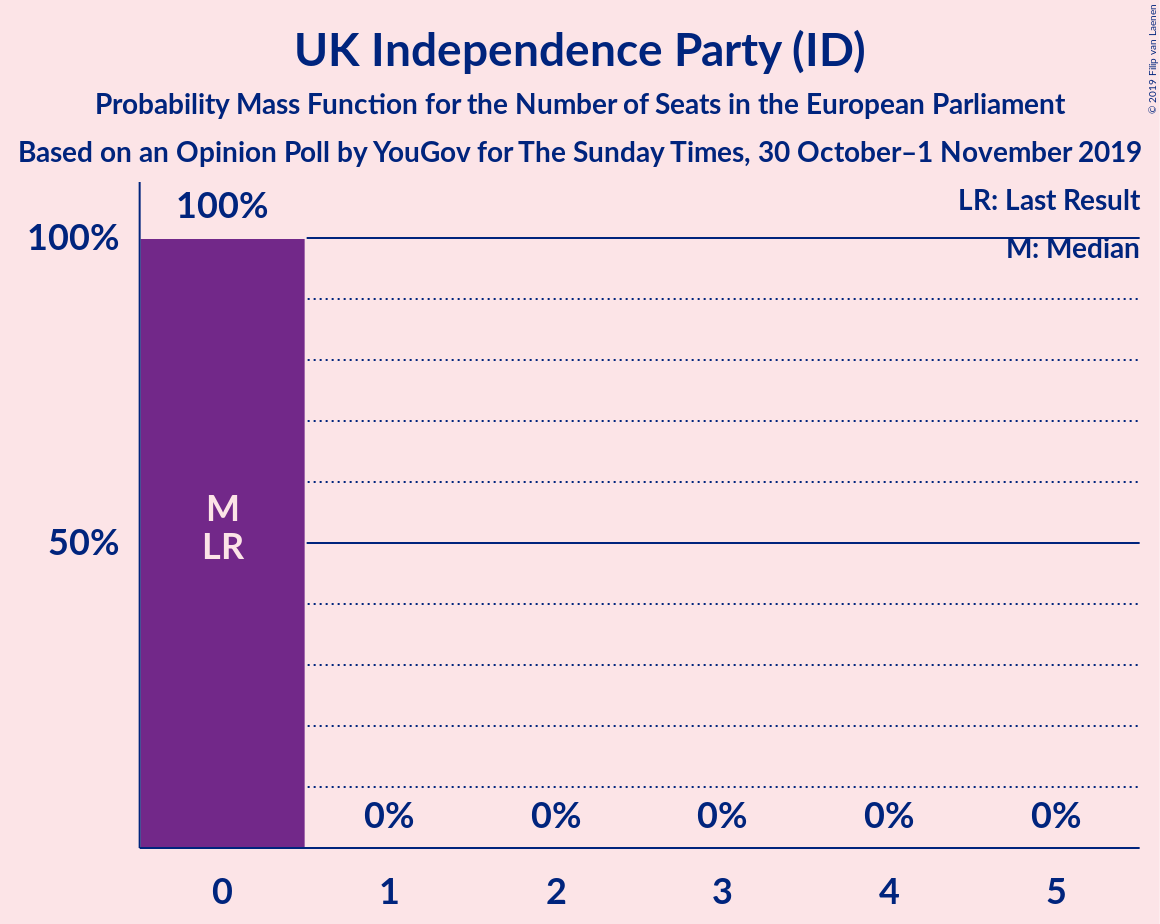 UK Independence Party (ID)
Probability Mass Function for the Number of Seats in the European Parliament
Based on an Opinion Poll by YouGov for The Sunday Times, 30 October–1 November 2019
© 2019 Filip van Laenen
LR: Last Result
M: Median
100%
100%
50%
M
LR
0%
0%
0%
0%
0%
0
1
2
3
4
5